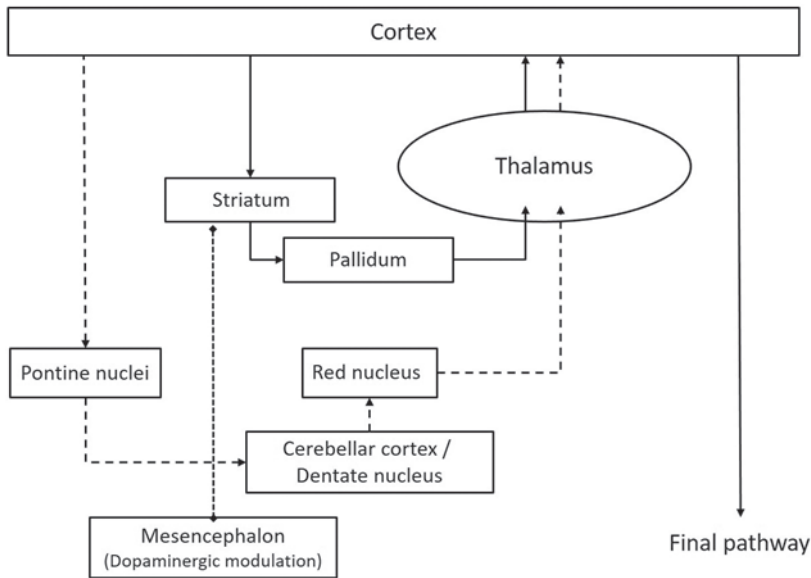 Cortex
Thalamus
Striatum
Pallidum
Pontine nuclei
Red nucleus
Cerebellar cortex /
Dentate nucleus
Mesencephalon
(Dopaminergic modulation)
Final pathway